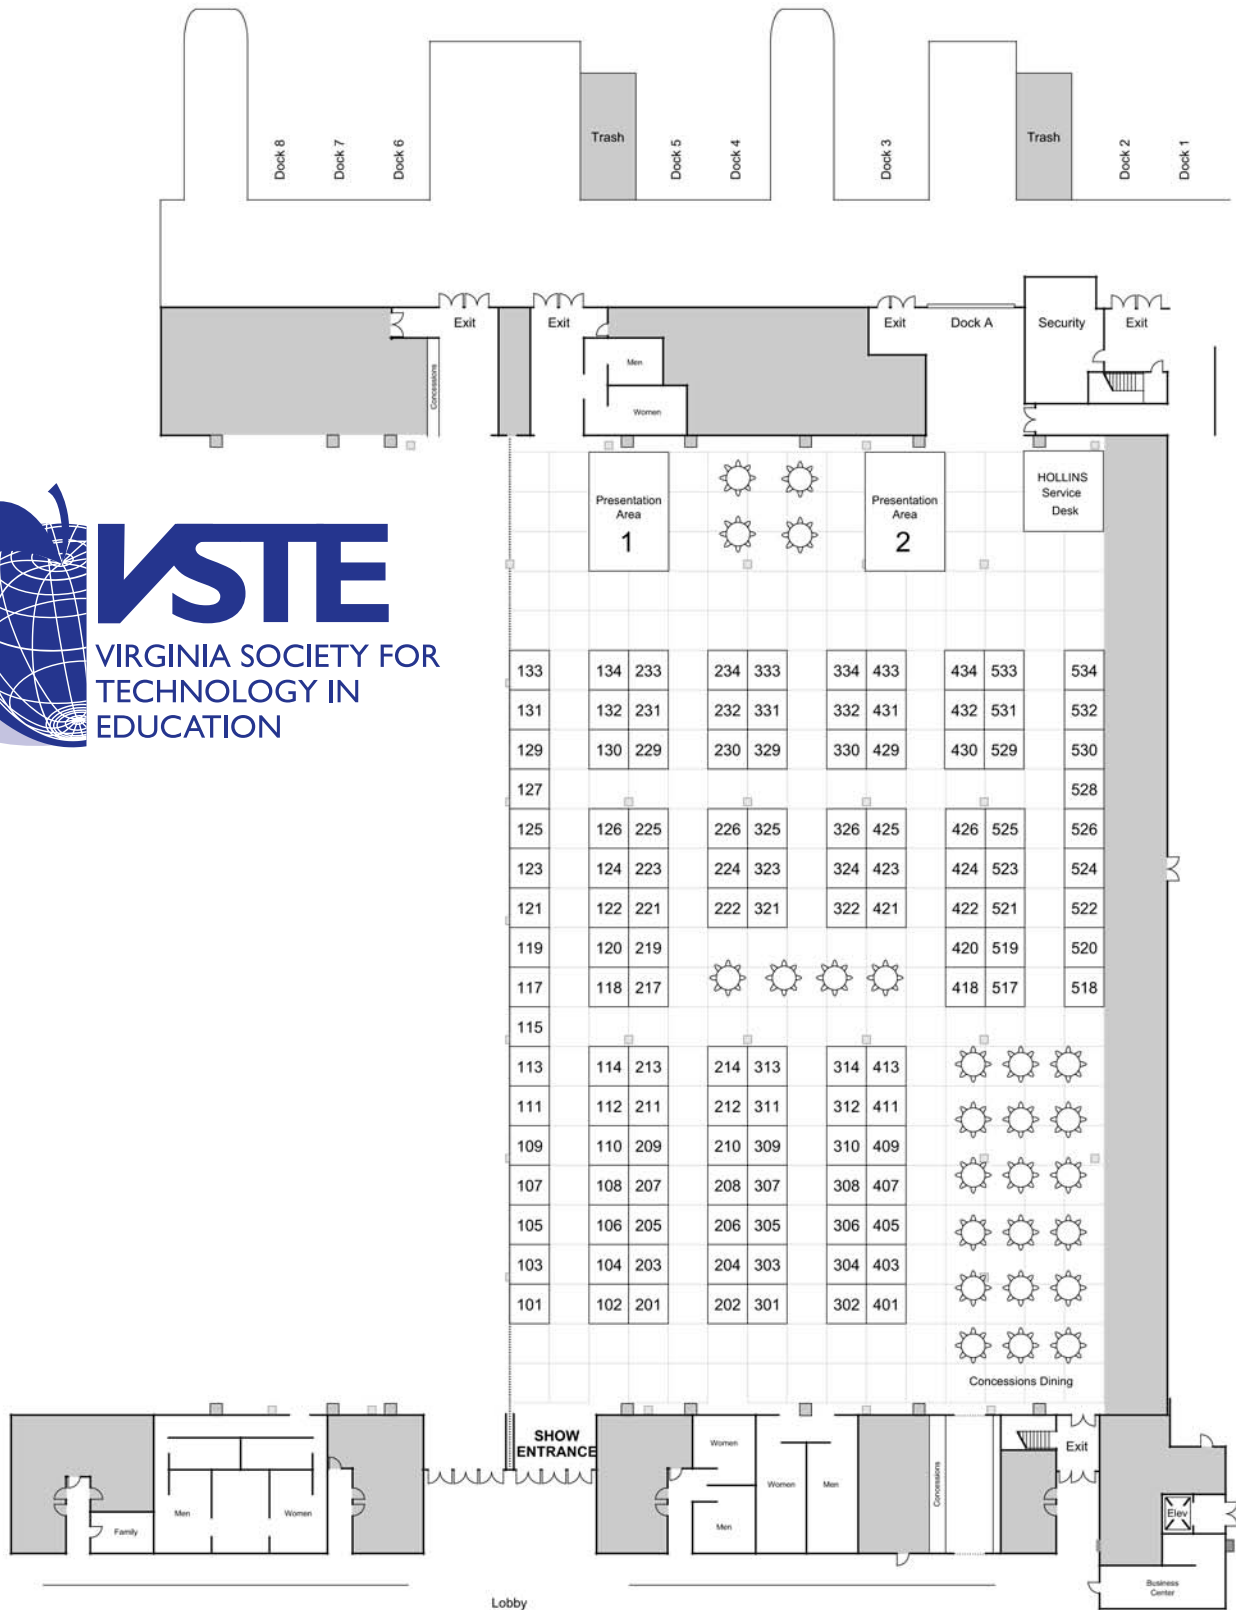 Dock 8
Dock 7
Dock 6
Trash
Dock 5
Dock 4
Dock 3
Trash
Dock 2
Dock 1
Exit
Exit
Exit
Dock A
Security
Exit
Concessions
Men
Women
Presentation
Area
1
Presentation
Area
2
HOLLINS
Service
Desk
VSTE
VIRGINIA SOCIETY FOR
TECHNOLOGY IN
EDUCATION
133 134 233 234 333 334 433 434 533 534
131 132 231 232 331 332 431 432 531 532
129 130 229 230 329 330 429 430 529 530
127 528
125 126 225 226 325 326 425 426 525 526
123 124 223 224 323 324 423 424 523 524
121 122 221 222 321 322 421 422 521 522
119 120 219 420 519 520
117 118 217 418 517 518
115
113 114 213 214 313 314 413
111 112 211 212 311 312 411
109 110 209 210 309 310 409
107 108 207 208 307 308 407
105 106 205 206 305 306 405
103 104 203 204 303 304 403
101 102 201 202 301 302 401
Concessions Dining
SHOW
ENTRANCE
Men
Women
Family
Women
Women
Men
Men
Concessions
Exit
Elev
Business
Center
Lobby